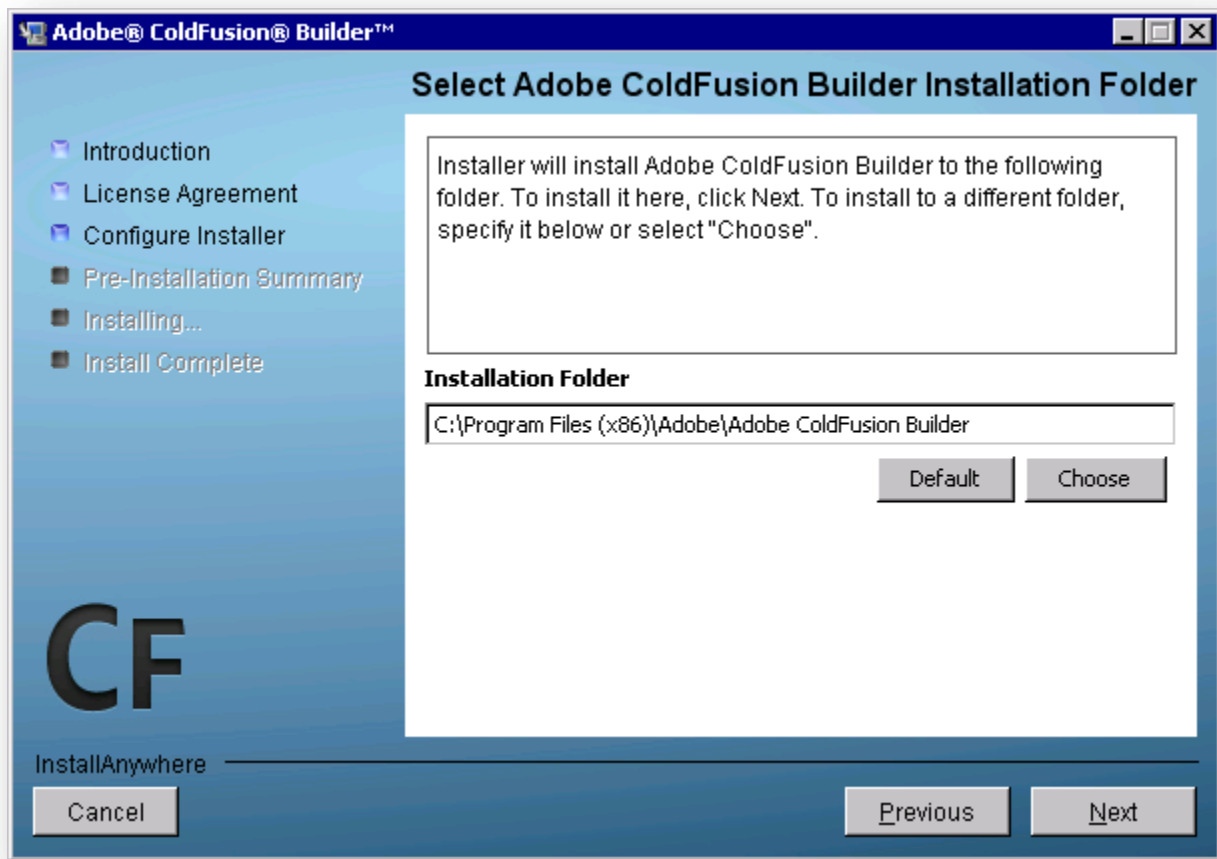 Adobe® ColdFusion® Builder™
Select Adobe ColdFusion Builder Installation Folder
Introduction
License Agreement
Configure Installer
Pre-Installation Summary
Installing...
Install Complete
Installer will install Adobe ColdFusion Builder to the following
folder. To install it here, click Next. To install to a different folder,
specify it below or select "Choose".
Installation Folder
C:\Program Files (x86)\Adobe\Adobe ColdFusion Builder
Default Choose
CF
InstallAnywhere
Cancel Previous Next